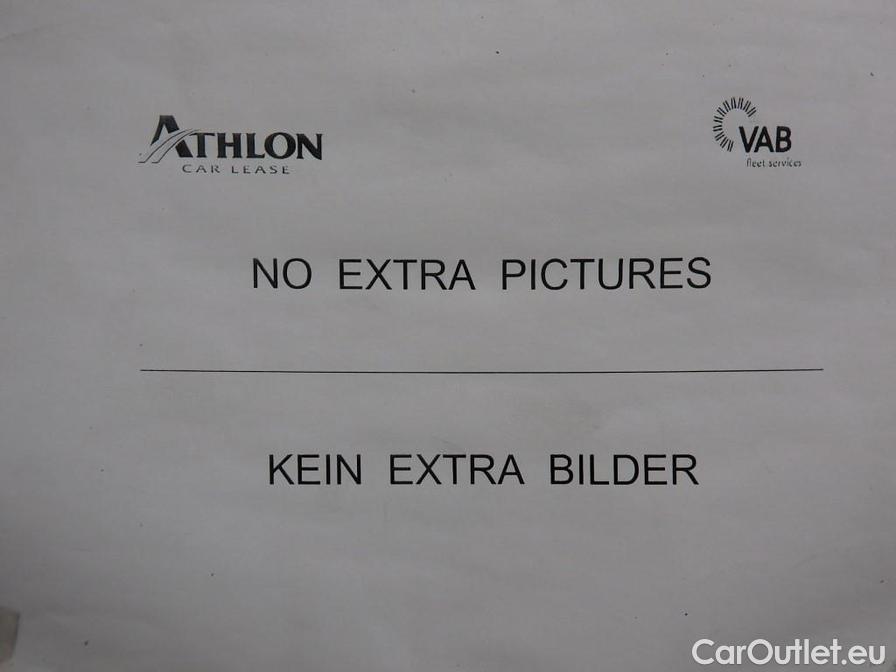 ATHLON
CAR LEASE
VAB
fleet services
NO EXTRA PICTURES
KEIN EXTRA BILDER
CarOutlet.eu